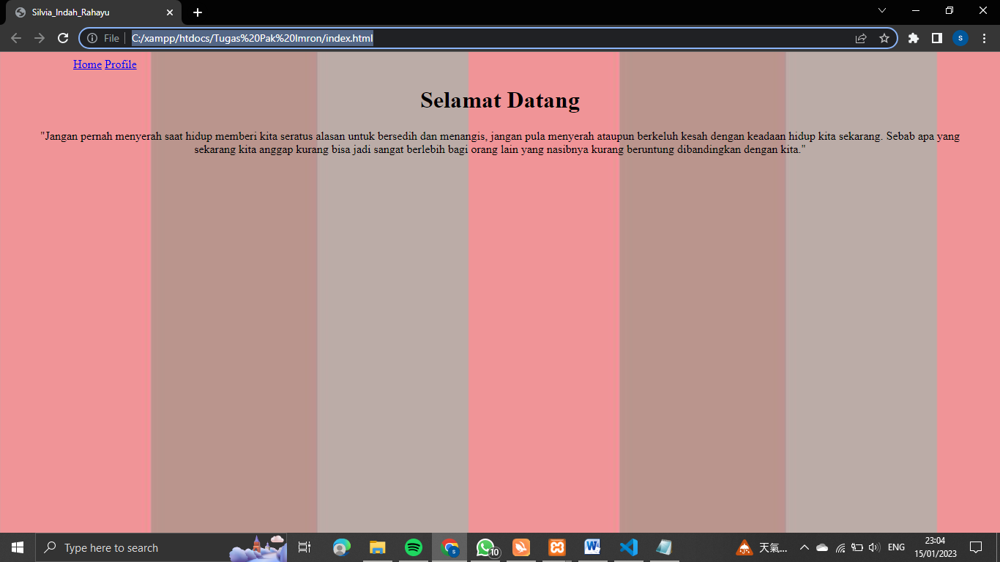 Silvia_Indah_Rahayu
File
C:/xampp/htdocs/Tugas%20Pak%20Imron/index.html
S
Home Profile
Selamat Datang
"Jangan pernah menyerah saat hidup memberi kita seratus alasan untuk bersedih dan menangis, jangan pula menyerah ataupun berkeluh kesah dengan keadaan hidup kita sekarang. Sebab apa yang
sekarang kita anggap kurang bisa jadi sangat berlebih bagi orang lain yang nasibnya kurang beruntung dibandingkan dengan kita."
Type here to search
S
10
W
天氣...
ENG
23:04
15/01/2023